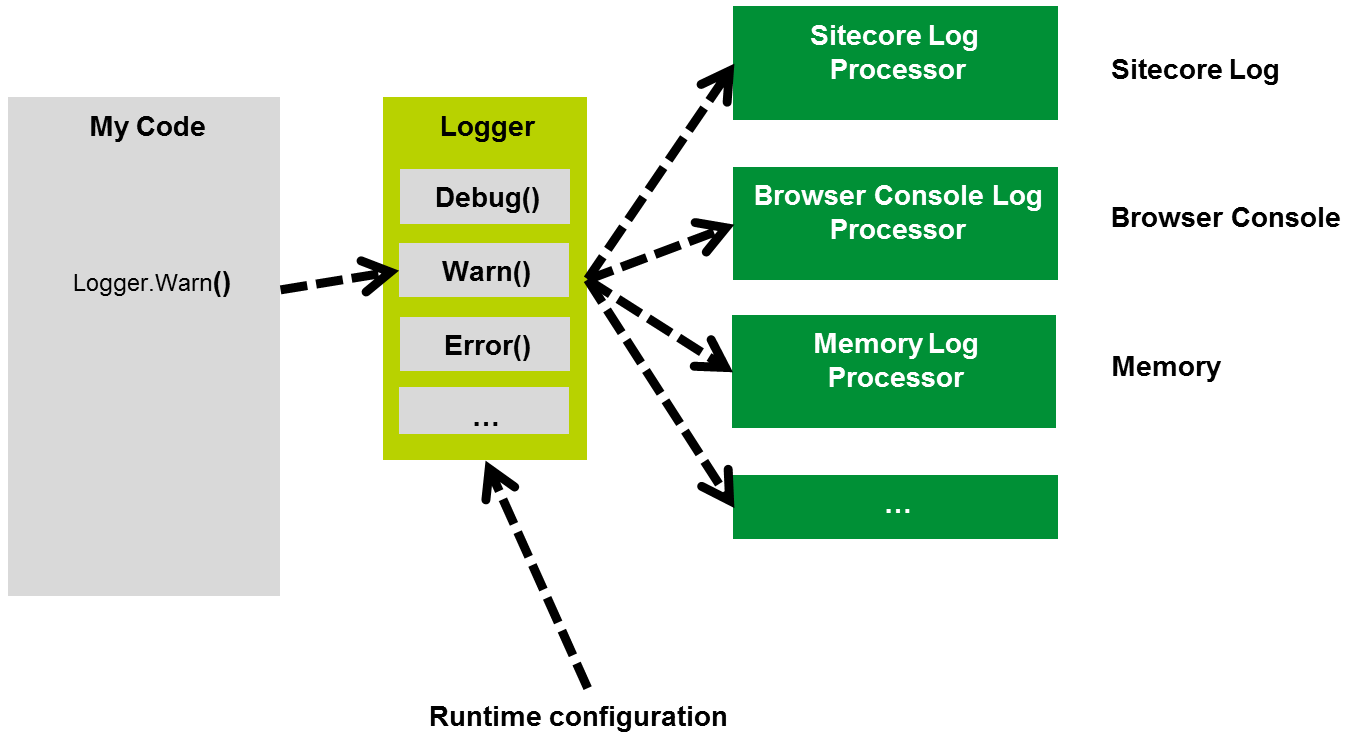 My Code
Logger.Warn()
Logger
Debug()
Warn()
Error()
...
Sitecore Log
Processor
Browser Console Log
Processor
Memory Log
Processor
...
Sitecore Log
Browser Console
Memory
Runtime configuration